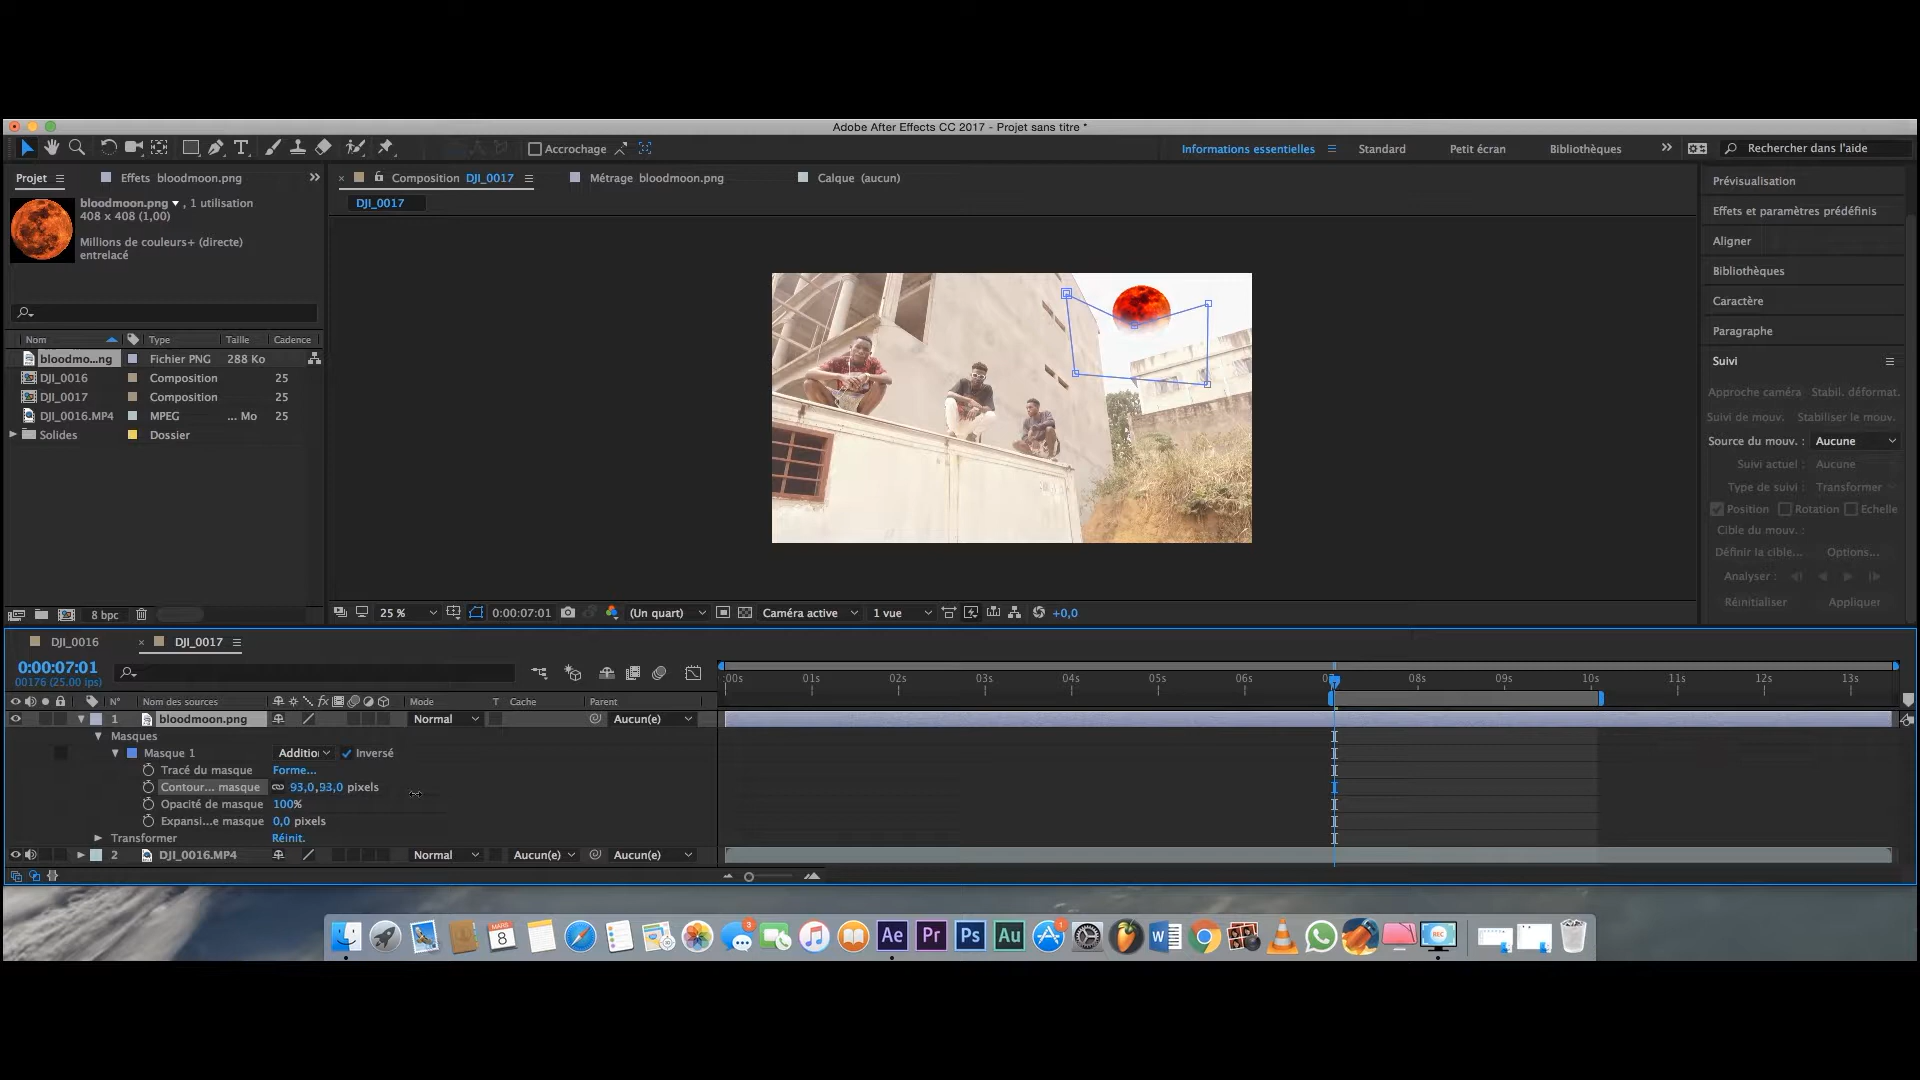 Adobe After Effects CC 2017 - Projet sans titre *
Accrochage
Informations essentielles
Standard
Petit écran
Bibliothèques
Rechercher dans l'aide
Projet
Effets bloodmoon.png
Composition DJI_0017
Métrage bloodmoon.png
Calque (aucun)
DJI_0017
bloodmoon.png , 1 utilisation
408 x 408 (1,00)
Millions de couleurs+ (directe)
entrelacé
Nom Type Taille Cadence
bloodmo...ng Fichier PNG 288 Ko
DJI_0016 Composition 25
DJI_0017 Composition 25
DJI_0016.MP4 MPEG ... Mo 25
Solides Dossier
8 bpc
25 %
0:00:07:01
(Un quart)
Caméra active
1 vue
+0,0
Prévisualisation
Effets et paramètres prédéfinis
Aligner
Bibliothèques
Caractère
Paragraphe
Suivi
Approche caméra Stabil. déformat.
Suivi de mouv. Stabiliser le mouv.
Source du mouv. : Aucune
Suivi actuel : Aucune
Type de suivi : Transformer
Position Rotation Echelle
Cible du mouv. :
Définir la cible... Options...
Analyser :
Réinitialiser Appliquer
DJI_0016
DJI_0017
0:00:07:01
00176 (25.00 ips)
:00s 01s 02s 03s 04s 05s 06s 08s 09s 10s 11s 12s 13s
N° Nom des sources Mode T Cache Parent
1 bloodmoon.png Normal Aucun(e)
Masques
Masque 1 Additio Inversé
Tracé du masque Forme...
Contour... masque 93,0,93,0 pixels
Opacité de masque 100%
Expansi...e masque 0,0 pixels
Transformer Réinit.
2 DJI_0016.MP4 Normal Aucun(e) Aucun(e)
MARS
8
3
Ae
Pr
Ps
Au
1
W
REC